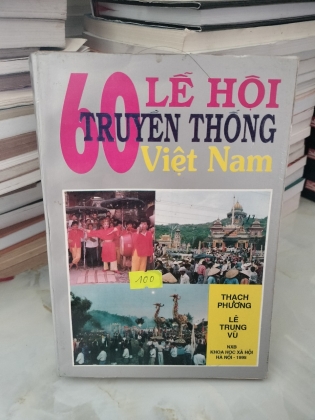 60 LỄ HỘI
TRUYỀN THỐNG
Việt Nam
100
THẠCH
PHƯƠNG
LÊ
TRUNG
VŨ
NXB
KHOA HỌC XÃ HỘI
HÀ NỘI - 1995